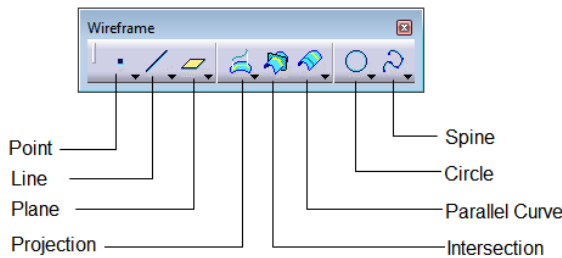 Wireframe
Point
Line
Plane
Projection
Spine
Circle
Parallel Curve
Intersection